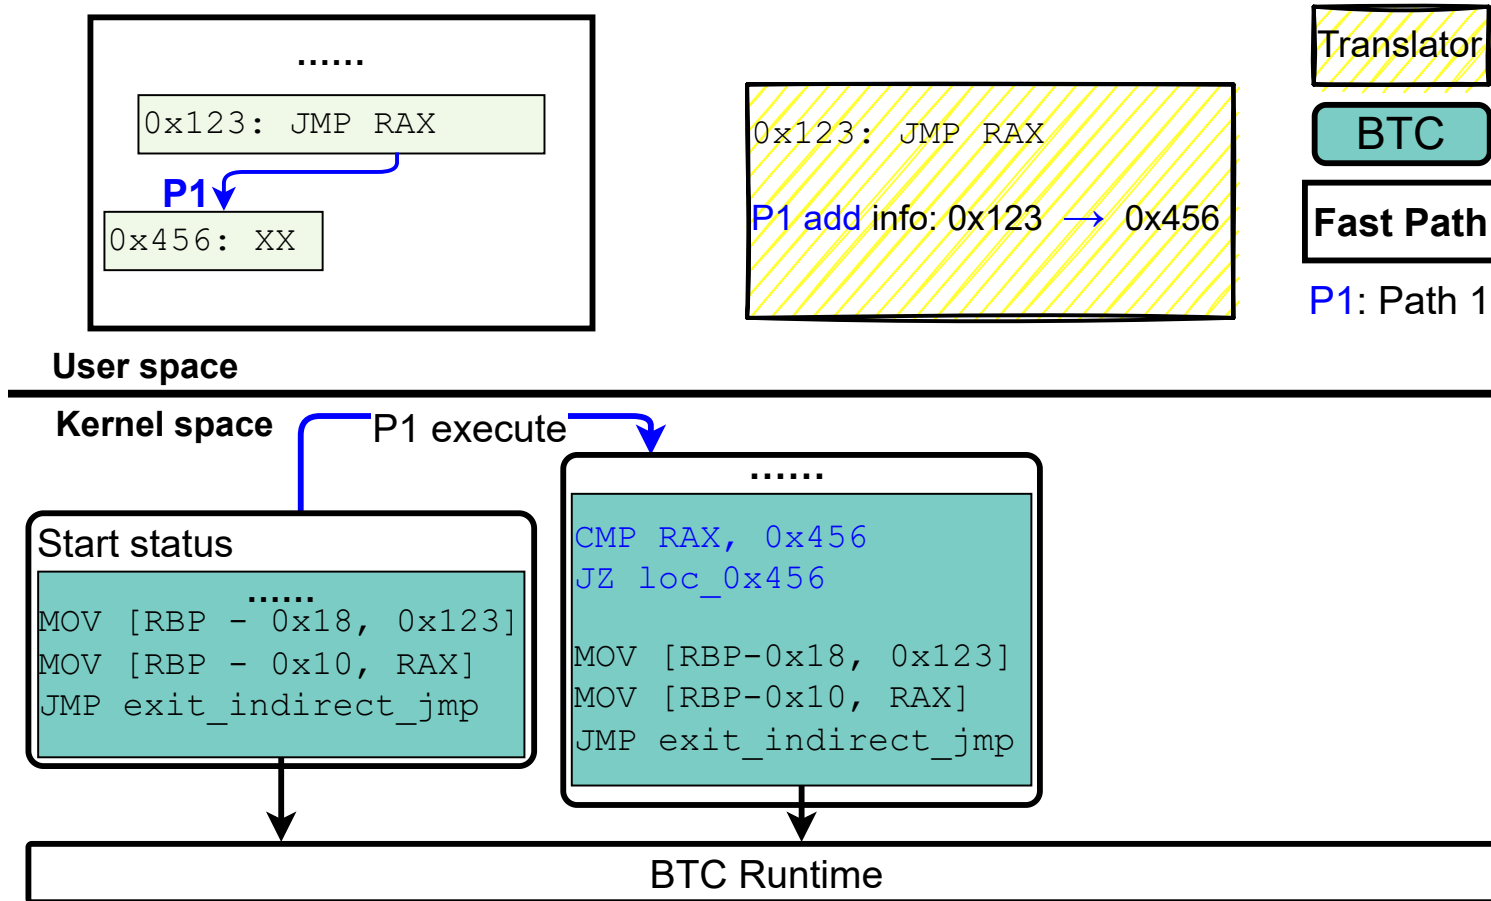 ......
0x123: JMP RAX
P1
0x456: XX
0x123: JMP RAX
P1 add info: 0x123 → 0x456
Translator
BTC
Fast Path
P1: Path 1
User space
Kernel space
P1 execute
Start status
......
MOV [RBP - 0x18, 0x123]
MOV [RBP - 0x10, RAX]
JMP exit_indirect_jmp
......
CMP RAX, 0x456
JZ loc_0x456
MOV [RBP-0x18, 0x123]
MOV [RBP-0x10, RAX]
JMP exit_indirect_jmp
BTC Runtime